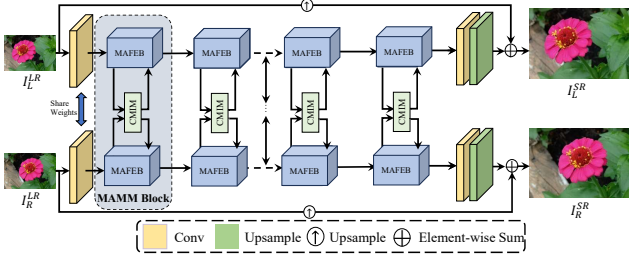 MAFEB MAFEB MAFEB MAFEB
I_L^{LR} I_L^{SR}
Share
Weights
CMIM CMIM CMIM CMIM
MAFEB MAFEB MAFEB MAFEB
I_R^{LR} MAMM Block I_R^{SR}
Conv Upsample Upsample Element-wise Sum